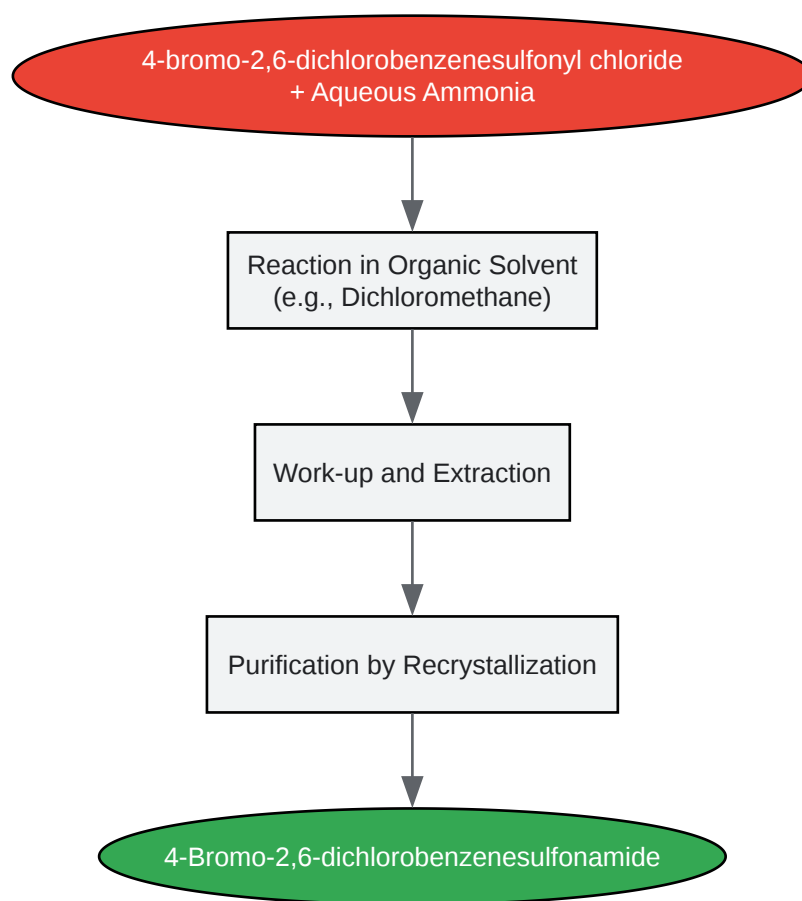 4-bromo-2,6-dichlorobenzenesulfonyl chloride
+ Aqueous Ammonia
Reaction in Organic Solvent
(e.g., Dichloromethane)
Work-up and Extraction
Purification by Recrystallization
4-Bromo-2,6-dichlorobenzenesulfonamide